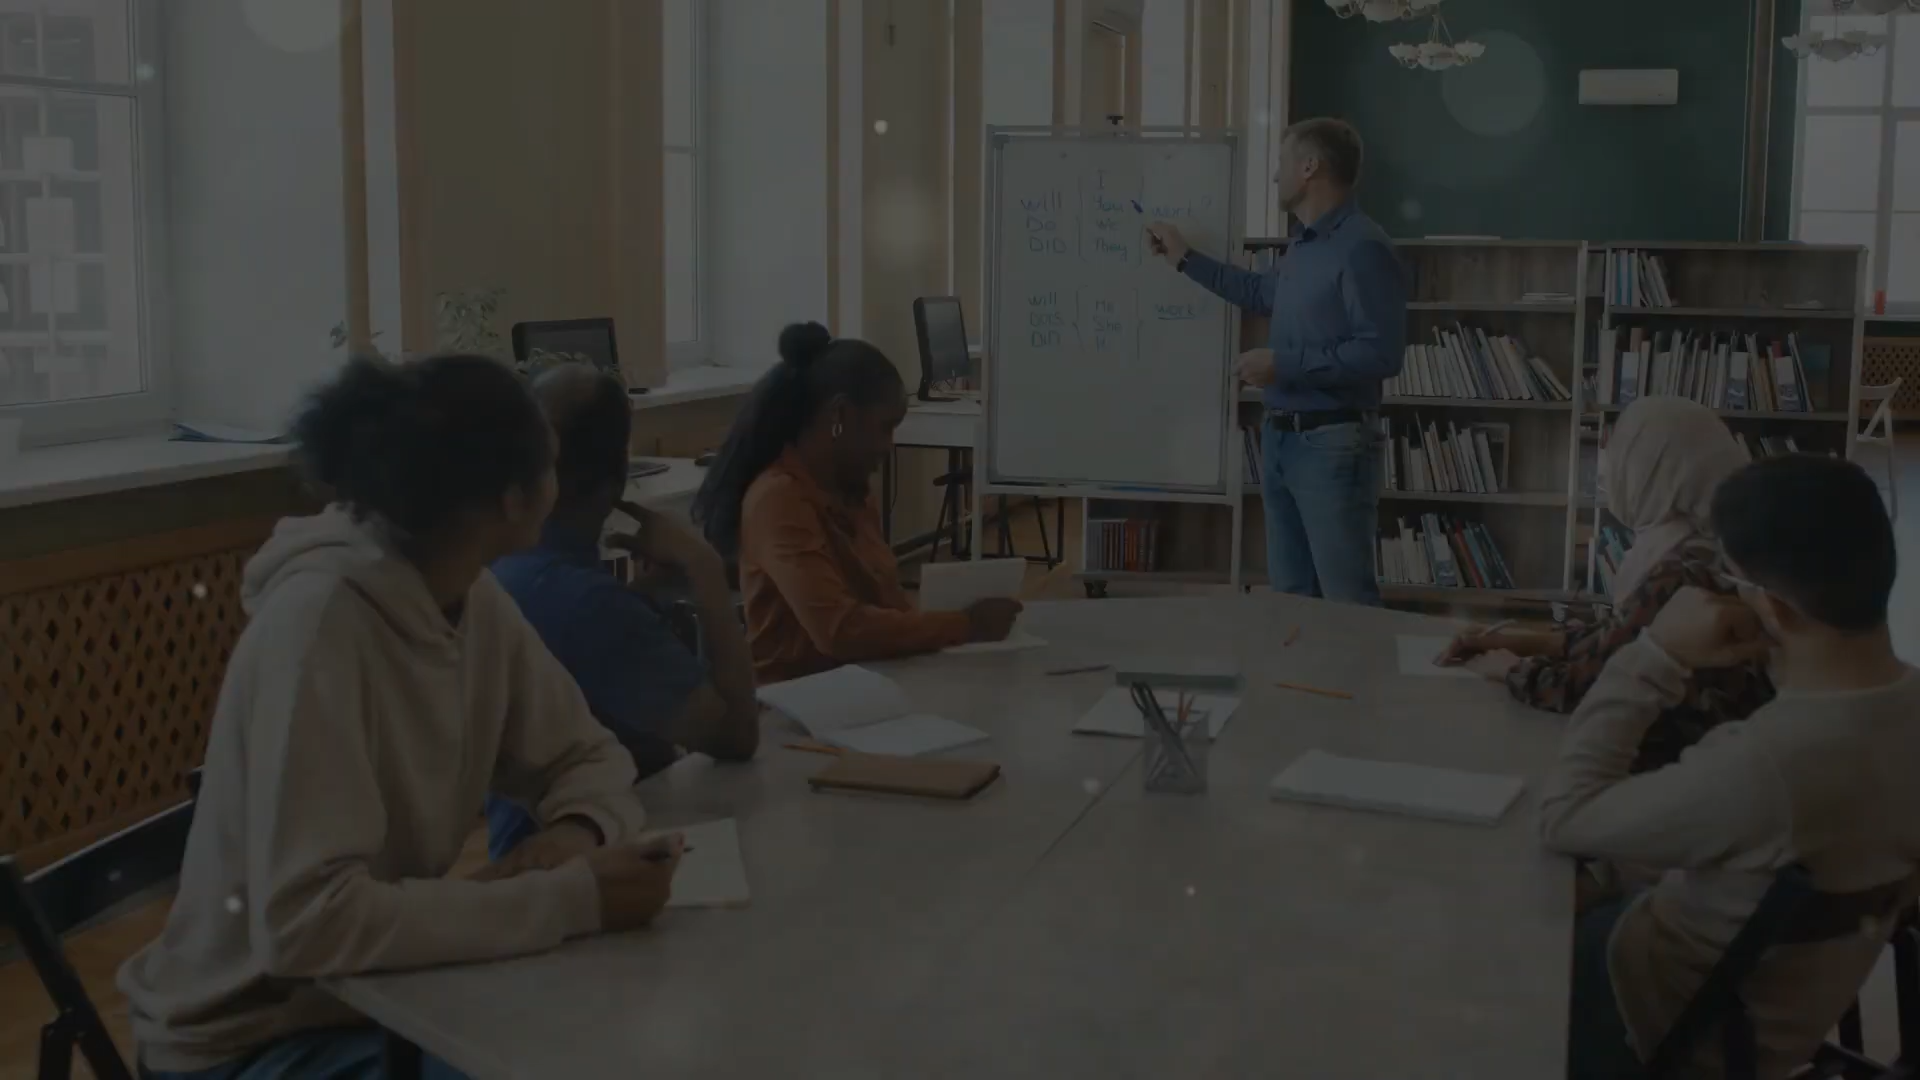 I
will You work?
Do We
DID They
will He
DOES She work?
DID It